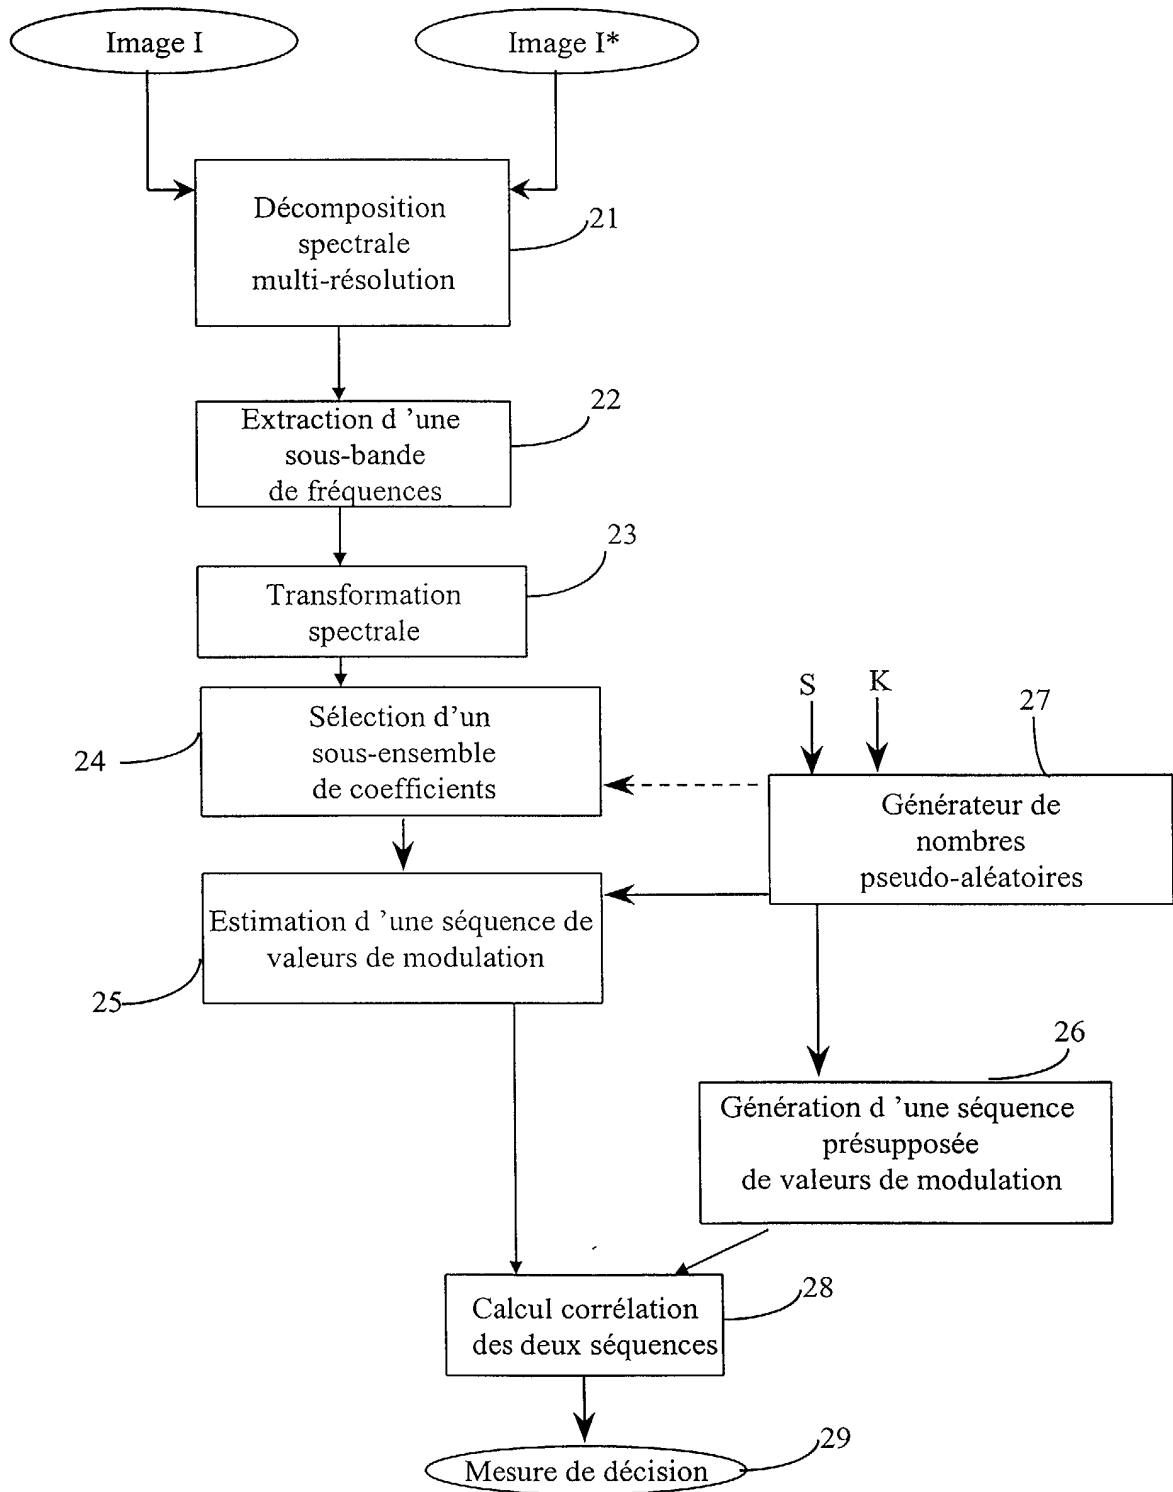 Image I
Image I*
Décomposition
spectrale
multi-résolution
21
Extraction d ’une
sous-bande
de fréquences
22
Transformation
spectrale
23
Sélection d'un
sous-ensemble
de coefficients
24
S
K
27
Générateur de
nombres
pseudo-aléatoires
Estimation d ’une séquence de
valeurs de modulation
25
26
Génération d ’une séquence
présupposée
de valeurs de modulation
Calcul corrélation
des deux séquences
28
Mesure de décision
29